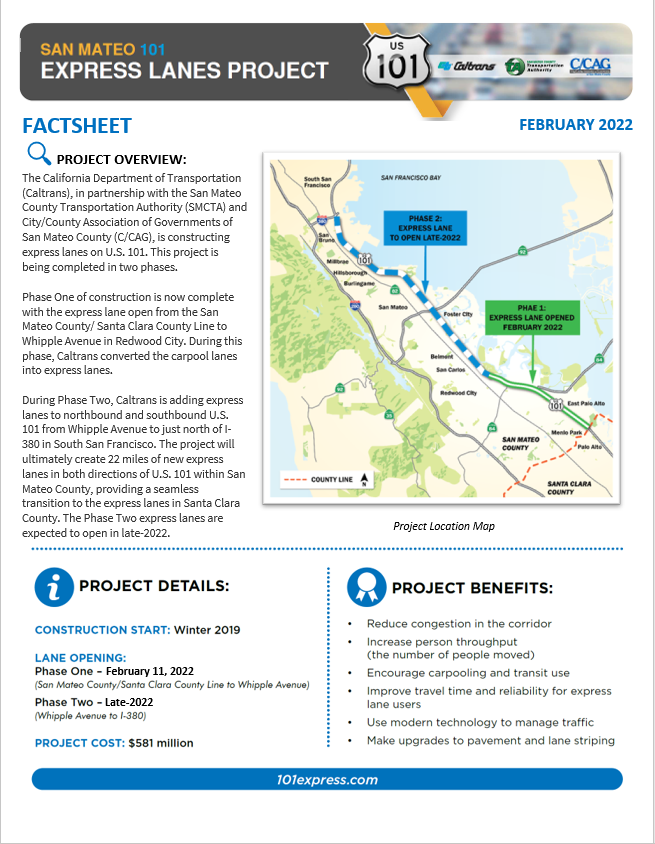 SAN MATEO 101
EXPRESS LANES PROJECT
US
101
Caltrans
Transportation
Authority
C/CAG
FACTSHEET
FEBRUARY 2022
PROJECT OVERVIEW:
The California Department of Transportation
(Caltrans), in partnership with the San Mateo
County Transportation Authority (SMCTA) and
City/County Association of Governments of
San Mateo County (C/CAG), is constructing
express lanes on U.S. 101. This project is
being completed in two phases.
Phase One of construction is now complete
with the express lane open from the San
Mateo County/ Santa Clara County Line to
Whipple Avenue in Redwood City. During this
phase, Caltrans converted the carpool lanes
into express lanes.
During Phase Two, Caltrans is adding express
lanes to northbound and southbound U.S.
101 from Whipple Avenue to just north of I-
380 in South San Francisco. The project will
ultimately create 22 miles of new express
lanes in both directions of U.S. 101 within San
Mateo County, providing a seamless
transition to the express lanes in Santa Clara
County. The Phase Two express lanes are
expected to open in late-2022.
South San
Francisco
SAN FRANCISCO BAY
PHASE 2:
EXPRESS LANE
TO OPEN LATE-2022
380
San
Bruno
92
101
Millbrae
Hillsborough
Burlingame
280
San Mateo
Foster City
PHAE 1:
EXPRESS LANE OPENED
FEBRUARY 2022
Belmont
San Carlos
84
Redwood City
35
101
East Palo Alto
84
Menlo Park
Palo Alto
SAN MATEO
COUNTY
SANTA CLARA
COUNTY
COUNTY LINE
N
Project Location Map
PROJECT DETAILS:
CONSTRUCTION START: Winter 2019
LANE OPENING:
Phase One – February 11, 2022
(San Mateo County/Santa Clara County Line to Whipple Avenue)
Phase Two – Late-2022
(Whipple Avenue to I-380)
PROJECT COST: $581 million
PROJECT BENEFITS:
• Reduce congestion in the corridor
• Increase person throughput
(the number of people moved)
• Encourage carpooling and transit use
• Improve travel time and reliability for express
lane users
• Use modern technology to manage traffic
• Make upgrades to pavement and lane striping
101express.com